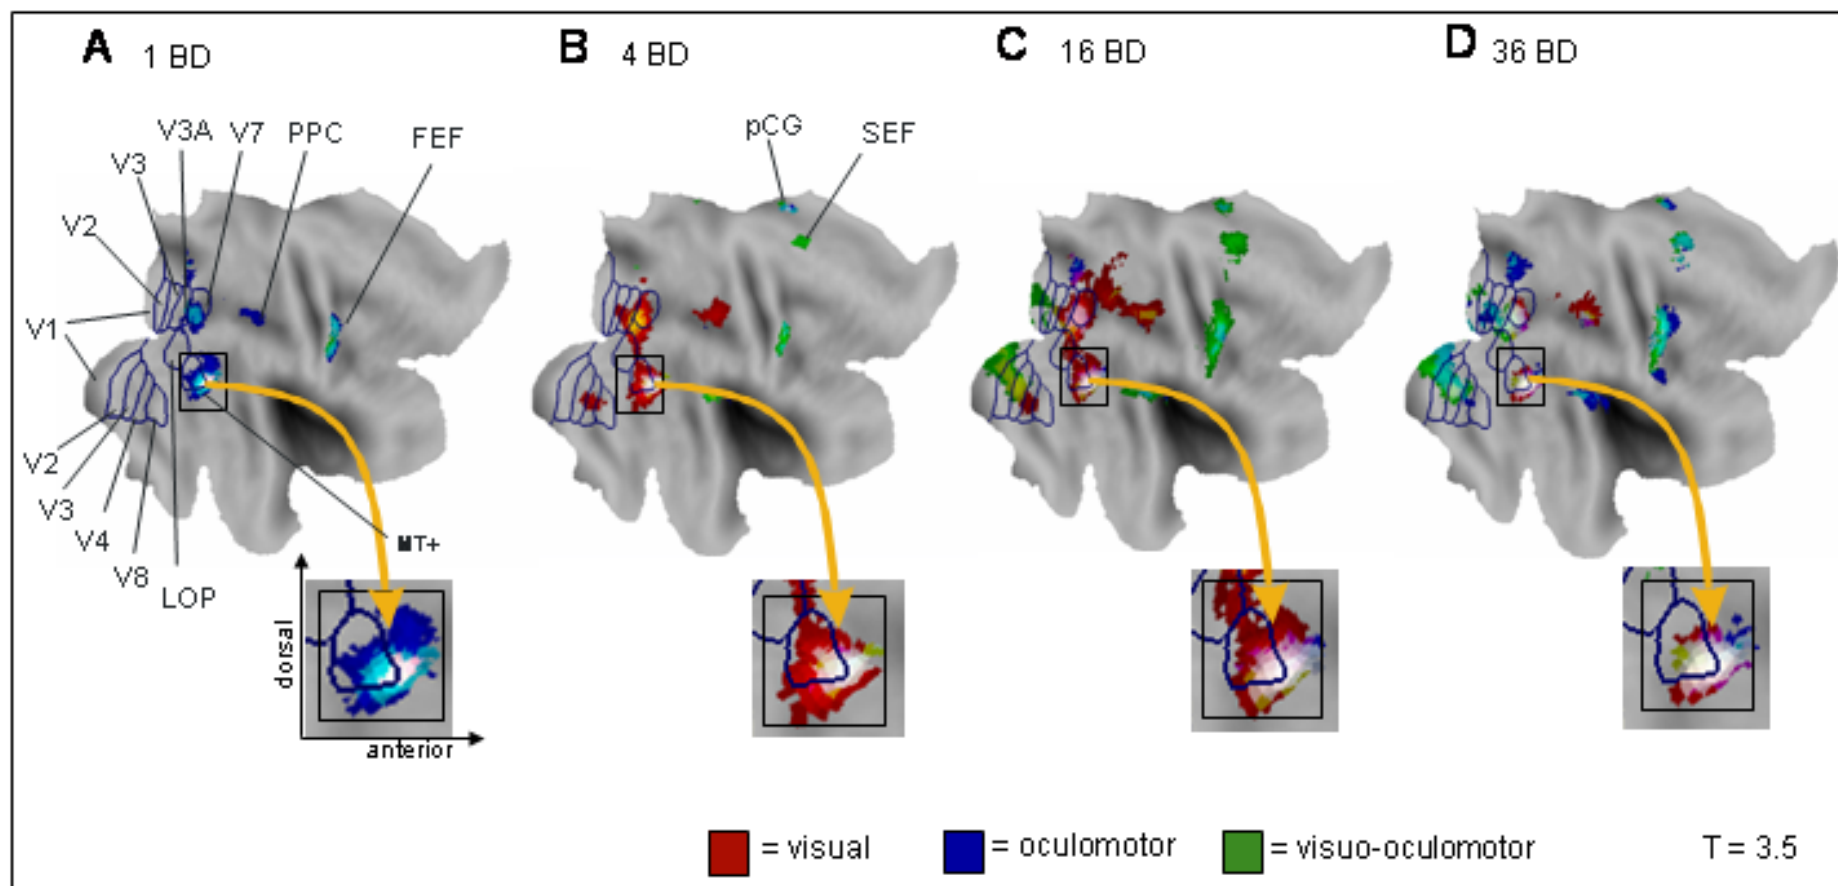 A 1 BD
B 4 BD
C 16 BD
D 36 BD
V3A V7 PPC FEF
V3
V2
V1
V2
V3
V4
V8
LOP
MT+
pCG SEF
dorsal
anterior
= visual
= oculomotor
= visuo-oculomotor
T = 3.5